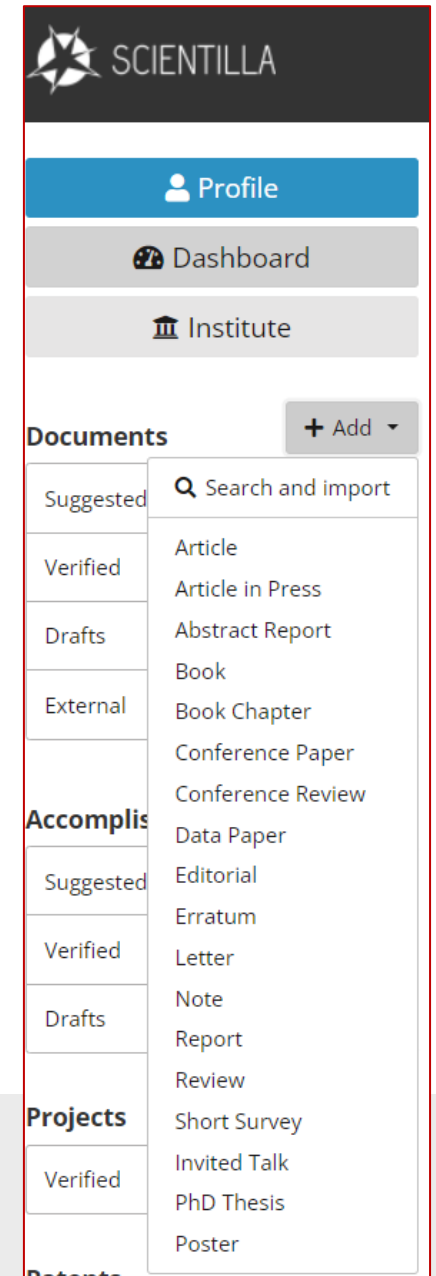 SCIENTILLA
Profile
Dashboard
Institute
Documents
+ Add
Suggested
Verified
Drafts
External
Search and import
Article
Article in Press
Abstract Report
Book
Book Chapter
Conference Paper
Conference Review
Data Paper
Editorial
Erratum
Letter
Note
Report
Review
Short Survey
Invited Talk
PhD Thesis
Poster
Accomplis
Suggested
Verified
Drafts
Projects
Verified